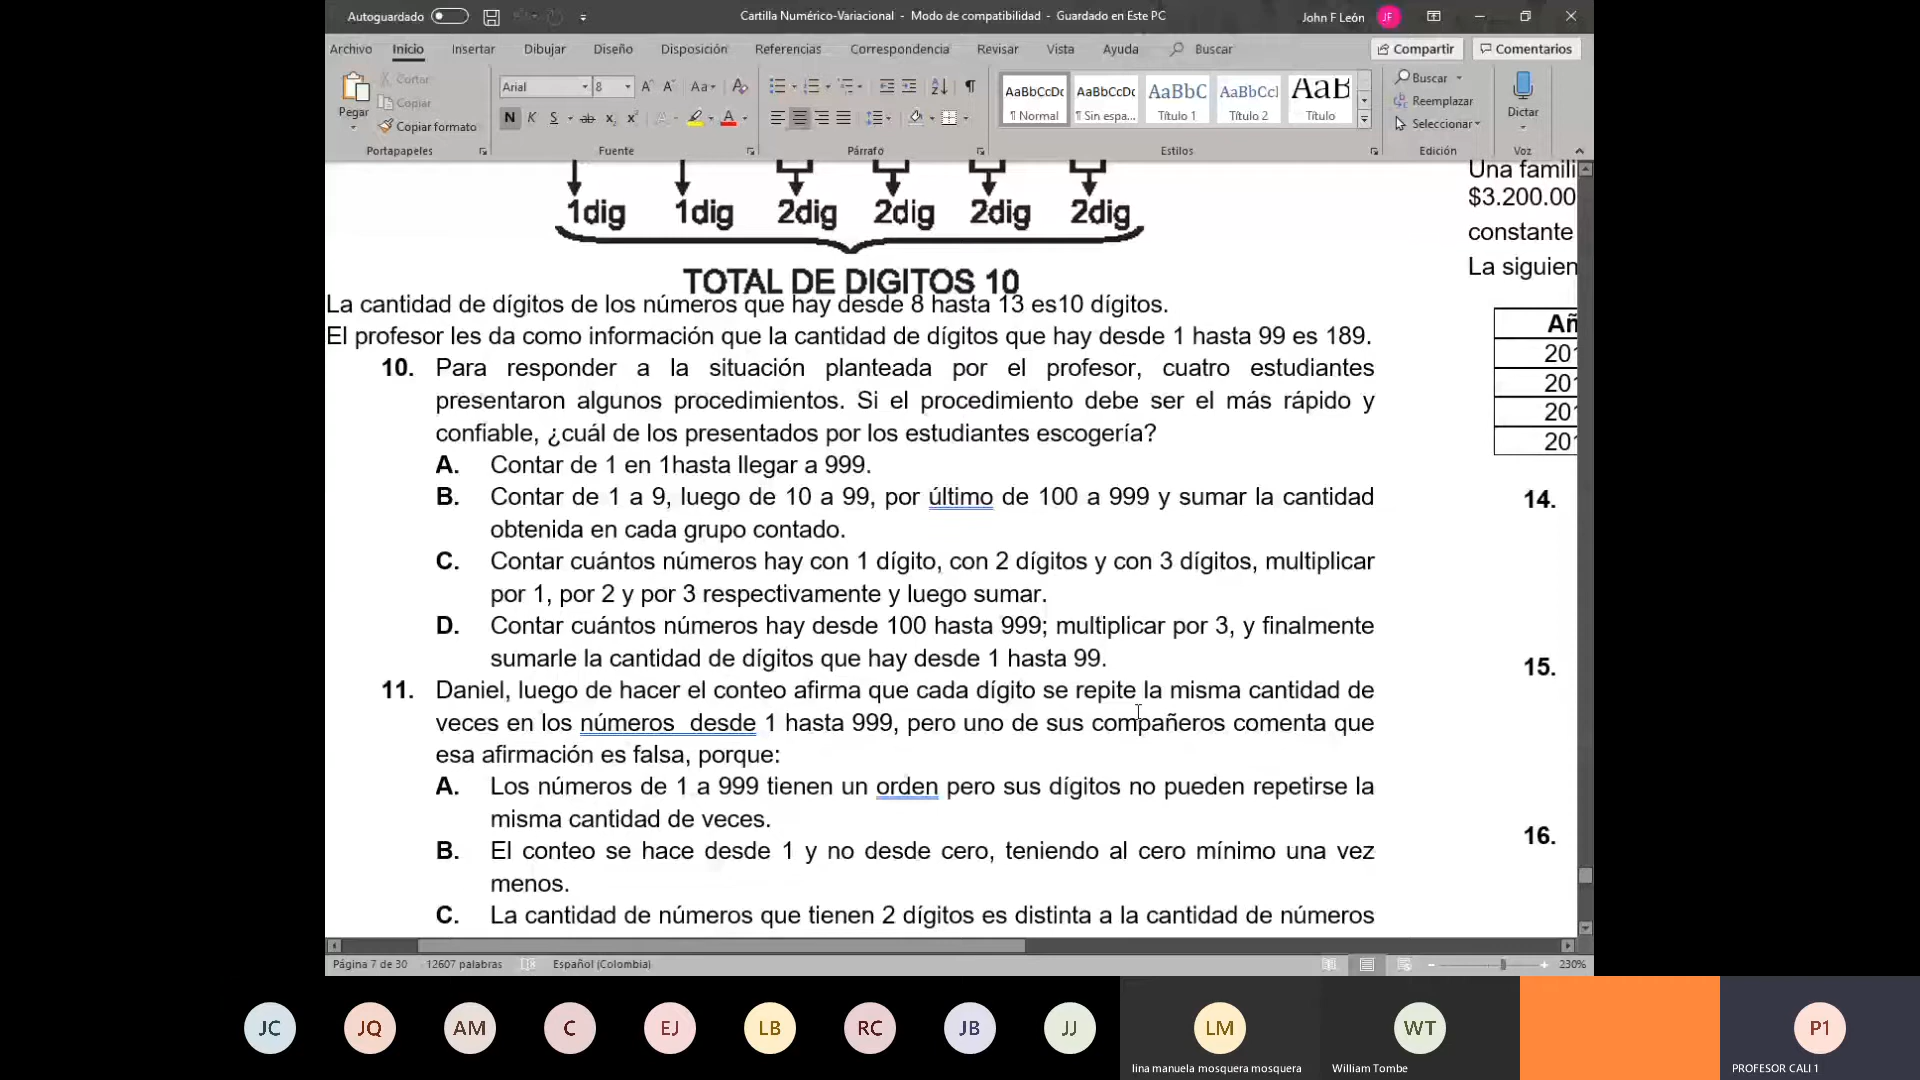 Autoguardado
Cartilla Numérico-Variacional - Modo de compatibilidad - Guardado en Este PC
John F León JF
Archivo Inicio Insertar Dibujar Diseño Disposición Referencias Correspondencia Revisar Vista Ayuda Buscar Compartir Comentarios
Pegar
Cortar
Copiar
Copiar formato
Arial 8
N K S ab x₂ x² A
AaBbCcDc AaBbCcDc AaBbC AaBbCcI AaB
¶ Normal ¶ Sin espa... Título 1 Título 2 Título
Buscar
Reemplazar
Seleccionar
Dictar
Portapapeles Fuente Párrafo Estilos Edición Voz
1dig 1dig 2dig 2dig 2dig 2dig
TOTAL DE DIGITOS 10
La cantidad de dígitos de los números que hay desde 8 hasta 13 es10 dígitos.
El profesor les da como información que la cantidad de dígitos que hay desde 1 hasta 99 es 189.
10. Para responder a la situación planteada por el profesor, cuatro estudiantes
presentaron algunos procedimientos. Si el procedimiento debe ser el más rápido y
confiable, ¿cuál de los presentados por los estudiantes escogería?
A. Contar de 1 en 1hasta llegar a 999.
B. Contar de 1 a 9, luego de 10 a 99, por último de 100 a 999 y sumar la cantidad
obtenida en cada grupo contado.
C. Contar cuántos números hay con 1 dígito, con 2 dígitos y con 3 dígitos, multiplicar
por 1, por 2 y por 3 respectivamente y luego sumar.
D. Contar cuántos números hay desde 100 hasta 999; multiplicar por 3, y finalmente
sumarle la cantidad de dígitos que hay desde 1 hasta 99.
11. Daniel, luego de hacer el conteo afirma que cada dígito se repite la misma cantidad de
veces en los números desde 1 hasta 999, pero uno de sus compañeros comenta que
esa afirmación es falsa, porque:
A. Los números de 1 a 999 tienen un orden pero sus dígitos no pueden repetirse la
misma cantidad de veces.
B. El conteo se hace desde 1 y no desde cero, teniendo al cero mínimo una vez
menos.
C. La cantidad de números que tienen 2 dígitos es distinta a la cantidad de números
Una famili
$3.200.00
constante
La siguien
Añ
201
201
201
201
14.
15.
16.
Página 7 de 30 12607 palabras Español (Colombia) 230%
JC JQ AM C EJ LB RC JB JJ LM WT P1
lina manuela mosquera mosquera William Tombe PROFESOR CALI 1